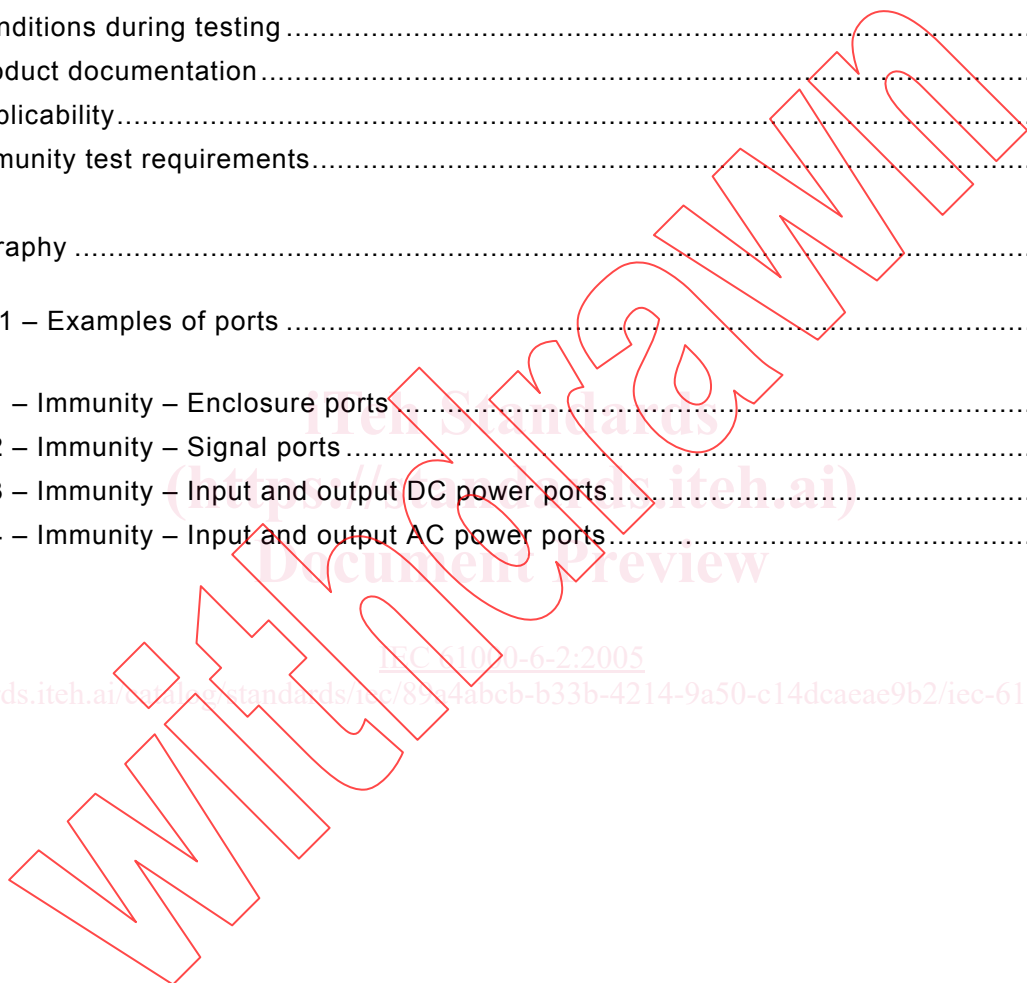 nditions during testing
oduct documentation
plicability
munity test requirements
raphy
1 – Examples of ports
– Immunity – Enclosure ports
2 – Immunity – Signal ports
3 – Immunity – Input and output DC power ports
– Immunity – Input and output AC power ports
iTeh Standards
(https://standards.iteh.ai)
Document Preview
IEC 61000-6-2:2005
ds.iteh.ai/catalog/standards/iec/89a4abcb-b33b-4214-9a50-c14dcaeae9b2/iec-61
withdrawn